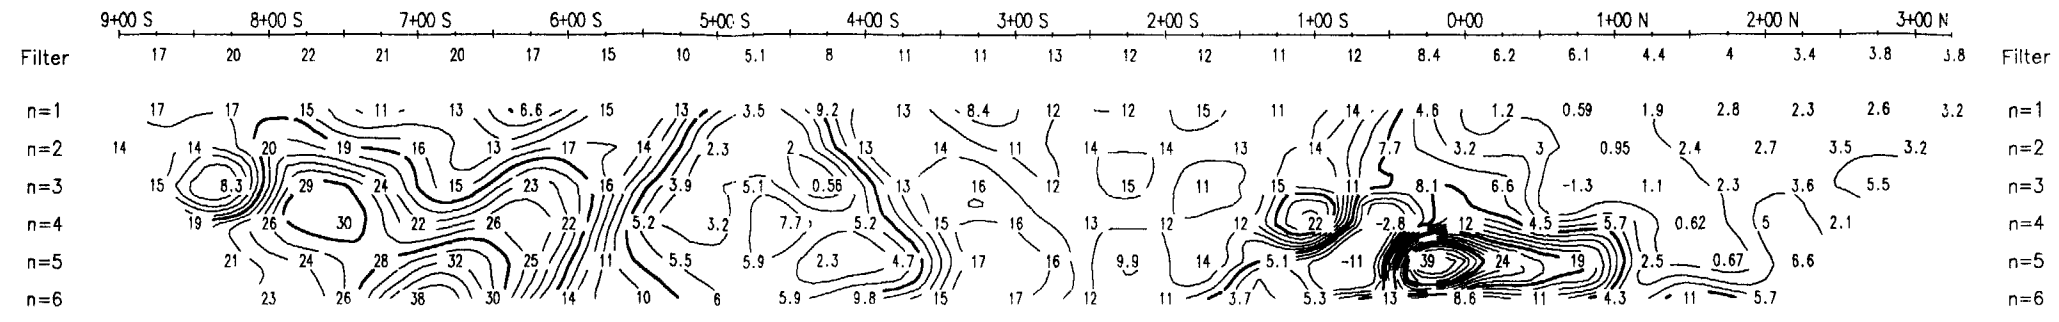 9+00 S 8+00 S 7+00 S 6+00 S 5+00 S 4+00 S 3+00 S 2+00 S 1+00 S 0+00 1+00 N 2+00 N 3+00 N
Filter 17 20 22 21 20 17 15 10 5.1 8 11 11 13 12 12 11 12 8.4 6.2 6.1 4.4 4 3.4 3.8 3.8 Filter
n=1 17 17 15 11 13 6.6 15 13 3.5 9.2 13 8.4 12 12 15 11 14 4.6 1.2 0.59 1.9 2.8 2.3 2.6 3.2 n=1
n=2 14 14 20 19 16 13 17 14 2.3 2 13 14 11 14 14 13 14 7.7 3.2 3 0.95 2.4 2.7 3.5 3.2 n=2
n=3 15 8.3 29 24 15 23 16 3.9 5.1 0.56 13 16 12 15 11 15 11 8.1 6.6 -1.3 1.1 2.3 3.6 5.5 n=3
n=4 19 26 30 22 26 22 5.2 3.2 7.7 5.2 15 16 13 12 12 22 -2.8 12 4.5 5.7 0.62 5 2.1 n=4
n=5 21 24 28 32 25 11 5.5 5.9 2.3 4.7 17 16 9.9 14 5.1 -11 39 24 19 2.5 0.67 6.6 n=5
n=6 23 26 38 30 14 10 6 5.9 9.8 15 17 12 11 3.7 5.3 13 8.6 11 4.3 11 5.7 n=6